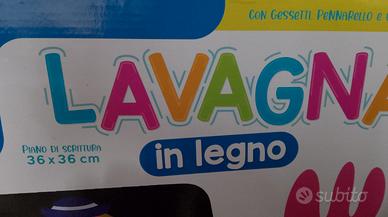 CON GESSETTI PENNARELLO E
LAVAGNA
PIANO DI SCRITTURA
36 x 36 cm
in legno
subito